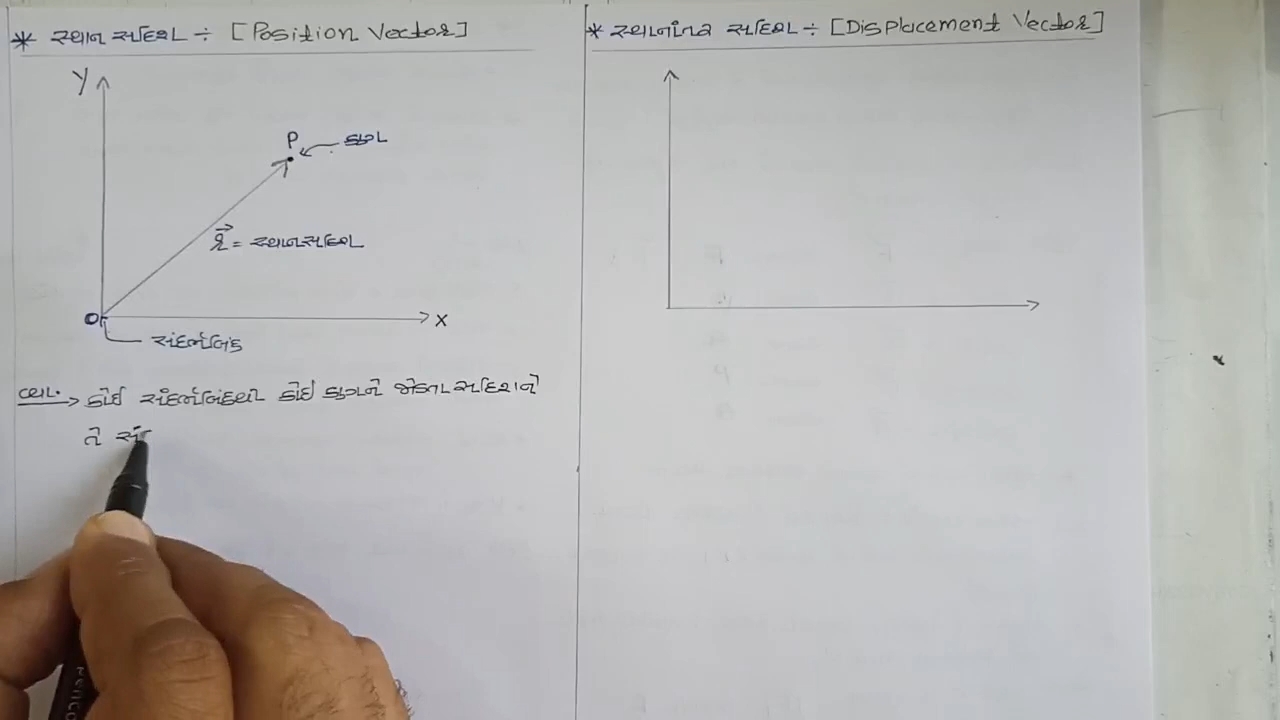 * સ્થાન સદિશ ÷ [Position Vector]
Y
P
કણ
r = સ્થાનસદિશ
O
X
સંદર્ભબિંદુ
વ્યા. → કોઈ સંદર્ભબિંદુથી કોઈ કણને જોડતા સદિશને
તે સં
* સ્થાનાંતર સદિશ ÷ [Displacement Vector]